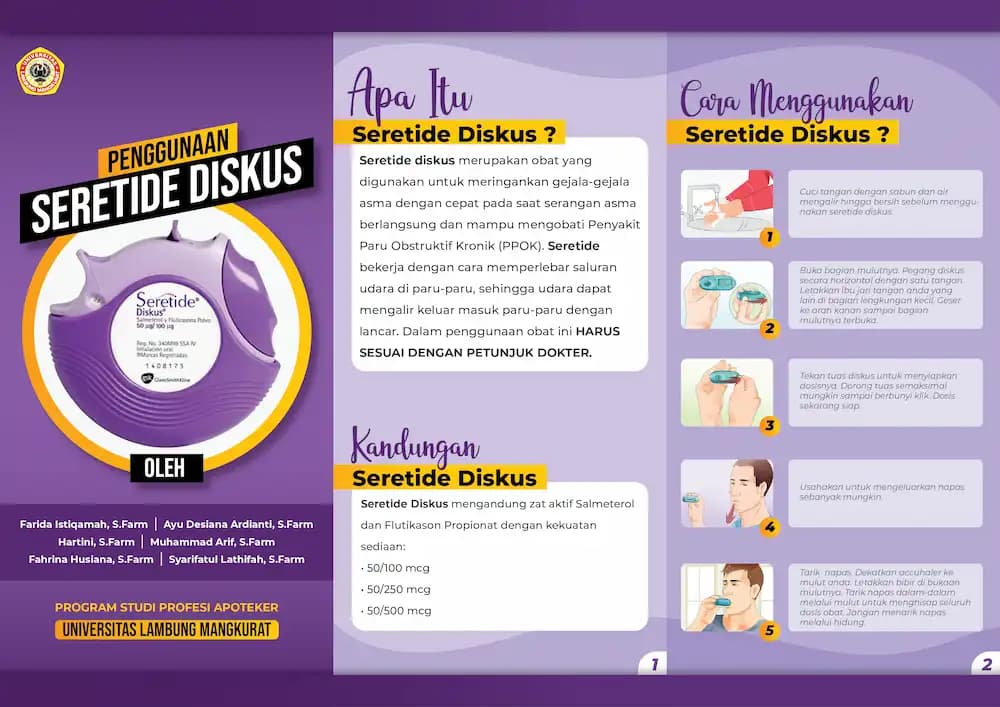 PENGGUNAAN
SERETIDE DISKUS
Seretide®
Diskus®
Salmeterol y Fluticasona Polvo
50 µg/ 100 µg
Reg. No. 340M99 SSA IV
Inhalación oral
®Marcas Registradas
1408175
GlaxoSmithKline
OLEH
Farida Istiqamah, S.Farm | Ayu Desiana Ardianti, S.Farm
Hartini, S.Farm | Muhammad Arif, S.Farm
Fahrina Husiana, S.Farm | Syarifatul Lathifah, S.Farm
PROGRAM STUDI PROFESI APOTEKER
UNIVERSITAS LAMBUNG MANGKURAT
Apa Itu
Seretide Diskus ?
Seretide diskus merupakan obat yang
digunakan untuk meringankan gejala-gejala
asma dengan cepat pada saat serangan asma
berlangsung dan mampu mengobati Penyakit
Paru Obstruktif Kronik (PPOK). Seretide
bekerja dengan cara memperlebar saluran
udara di paru-paru, sehingga udara dapat
mengalir keluar masuk paru-paru dengan
lancar. Dalam penggunaan obat ini HARUS
SESUAI DENGAN PETUNJUK DOKTER.
Kandungan
Seretide Diskus
Seretide Diskus mengandung zat aktif Salmeterol
dan Flutikason Propionat dengan kekuatan
sediaan:
• 50/100 mcg
• 50/250 mcg
• 50/500 mcg
1
Cara Menggunakan
Seretide Diskus ?
1
Cuci tangan dengan sabun dan air
mengalir hingga bersih sebelum menggu-
nakan seretide diskus.
2
Buka bagian mulutnya. Pegang diskus
secara horizontal dengan satu tangan.
Letakkan ibu jari tangan anda yang
lain di bagian lengkungan kecil. Geser
ke arah kanan sampai bagian
mulutnya terbuka.
3
Tekan tuas diskus untuk menyiapkan
dosisnya. Dorong tuas semaksimal
mungkin sampai berbunyi klik. Dosis
sekarang siap.
4
Usahakan untuk mengeluarkan napas
sebanyak mungkin.
5
Tarik napas. Dekatkan accuhaler ke
mulut anda. Letakkan bibir di bukaan
mulutnya. Tarik napas dalam-dalam
melalui mulut untuk menghisap seluruh
dosis obat. Jangan menarik napas
melalui hidung.
2